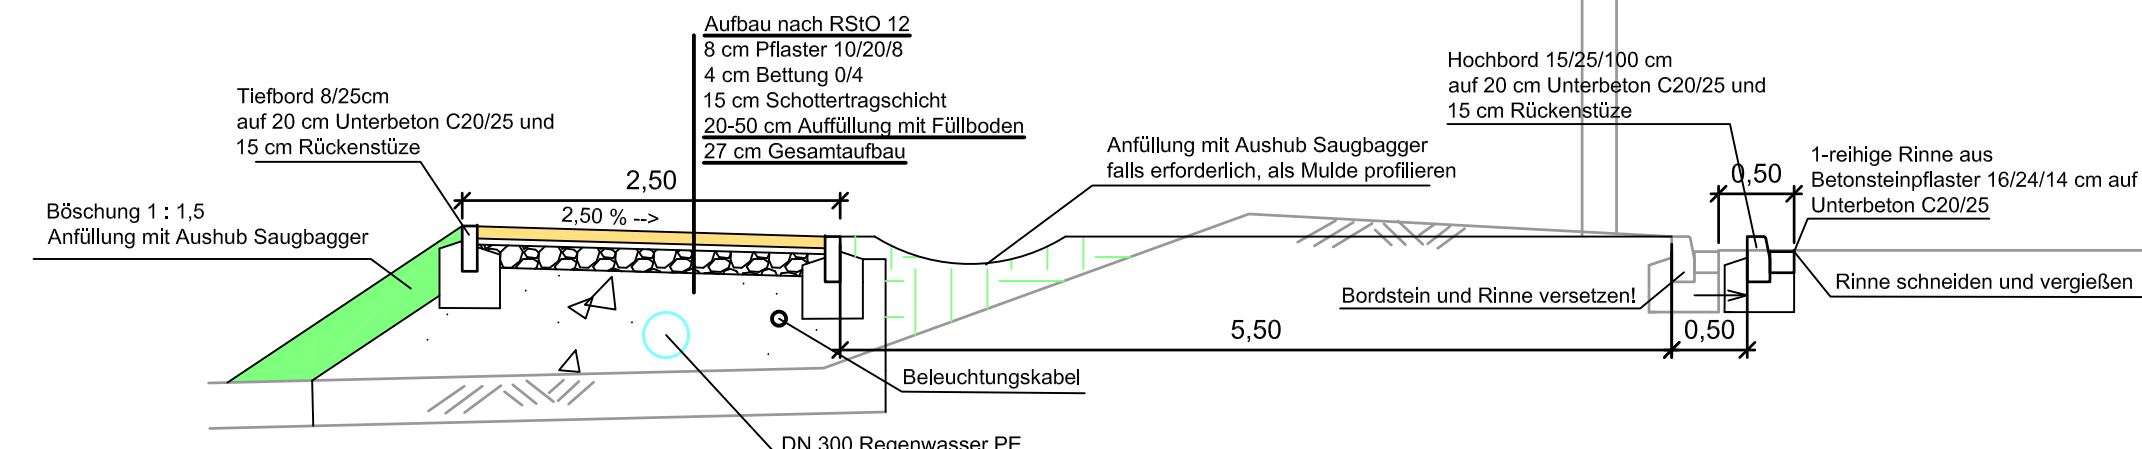 Aufbau nach RStO 12
8 cm Pflaster 10/20/8
4 cm Bettung 0/4
15 cm Schottertragschicht
20-50 cm Auffüllung mit Füllboden
27 cm Gesamtaufbau
Tiefbord 8/25cm
auf 20 cm Unterbeton C20/25 und
15 cm Rückenstüze
Hochbord 15/25/100 cm
auf 20 cm Unterbeton C20/25 und
15 cm Rückenstüze
Anfüllung mit Aushub Saugbagger
falls erforderlich, als Mulde profilieren
1-reihige Rinne aus
Betonsteinpflaster 16/24/14 cm auf
Unterbeton C20/25
0,50
2,50
2,50 % -->
Böschung 1 : 1,5
Anfüllung mit Aushub Saugbagger
Bordstein und Rinne versetzen!
Rinne schneiden und vergießen
5,50
0,50
Beleuchtungskabel
DN 300 Regenwasser PE